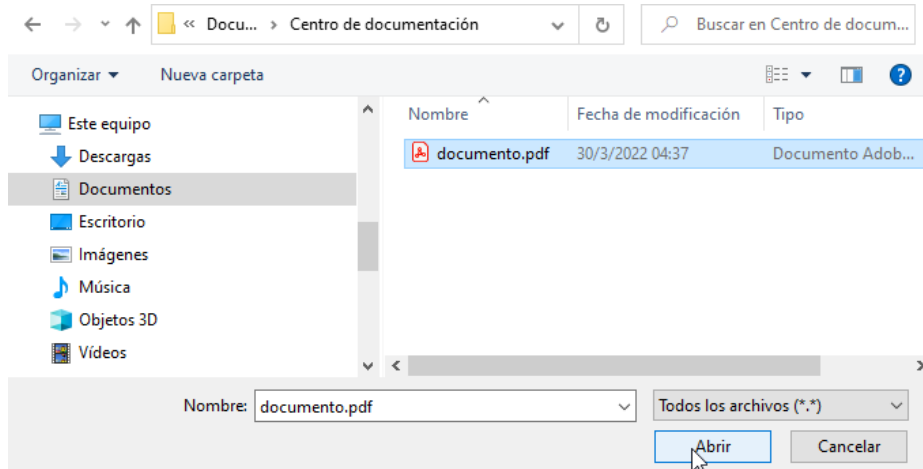 « Docu... > Centro de documentación
Buscar en Centro de docum...
Organizar
Nueva carpeta
?
Este equipo
Descargas
Documentos
Escritorio
Imágenes
Música
Objetos 3D
Vídeos
Nombre Fecha de modificación Tipo
documento.pdf 30/3/2022 04:37 Documento Adob...
Nombre: documento.pdf
Todos los archivos (*.*)
Abrir Cancelar